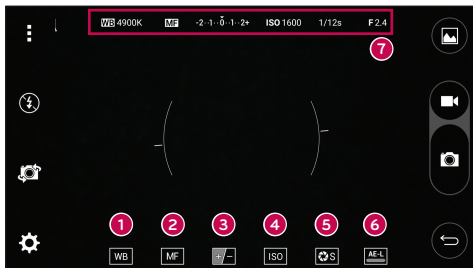 WB 4900K MF -2··1··0··1··2+ ISO 1600 1/12s F 2.4
7
1 2 3 4 5 6
WB MF +/- ISO S AE-L